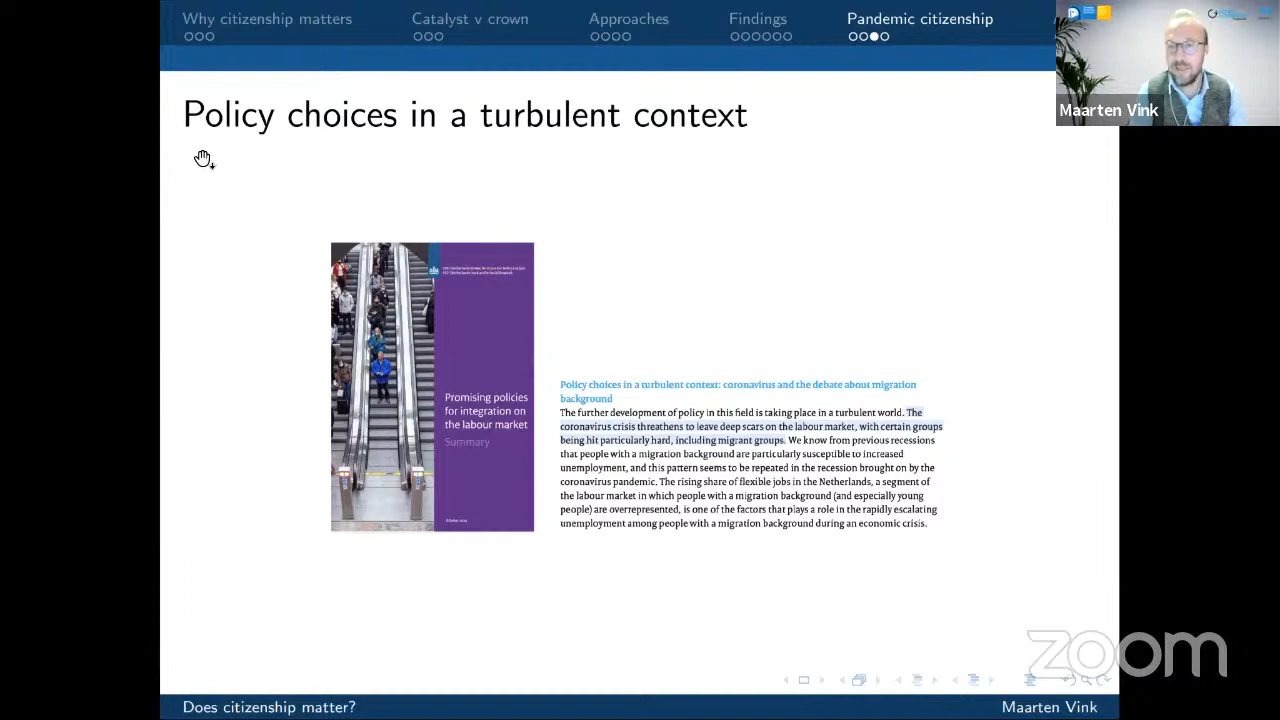 Why citizenship matters
Catalyst v crown
Approaches
Findings
Pandemic citizenship
Maarten Vink
Policy choices in a turbulent context
Promising policies
for integration on
the labour market
Summary
Policy choices in a turbulent context: coronavirus and the debate about migration
background
The further development of policy in this field is taking place in a turbulent world. The
coronavirus crisis threathens to leave deep scars on the labour market, with certain groups
being hit particularly hard, including migrant groups. We know from previous recessions
that people with a migration background are particularly susceptible to increased
unemployment, and this pattern seems to be repeated in the recession brought on by the
coronavirus pandemic. The rising share of flexible jobs in the Netherlands, a segment of
the labour market in which people with a migration background (and especially young
people) are overrepresented, is one of the factors that plays a role in the rapidly escalating
unemployment among people with a migration background during an economic crisis.
zoom
Does citizenship matter?
Maarten Vink